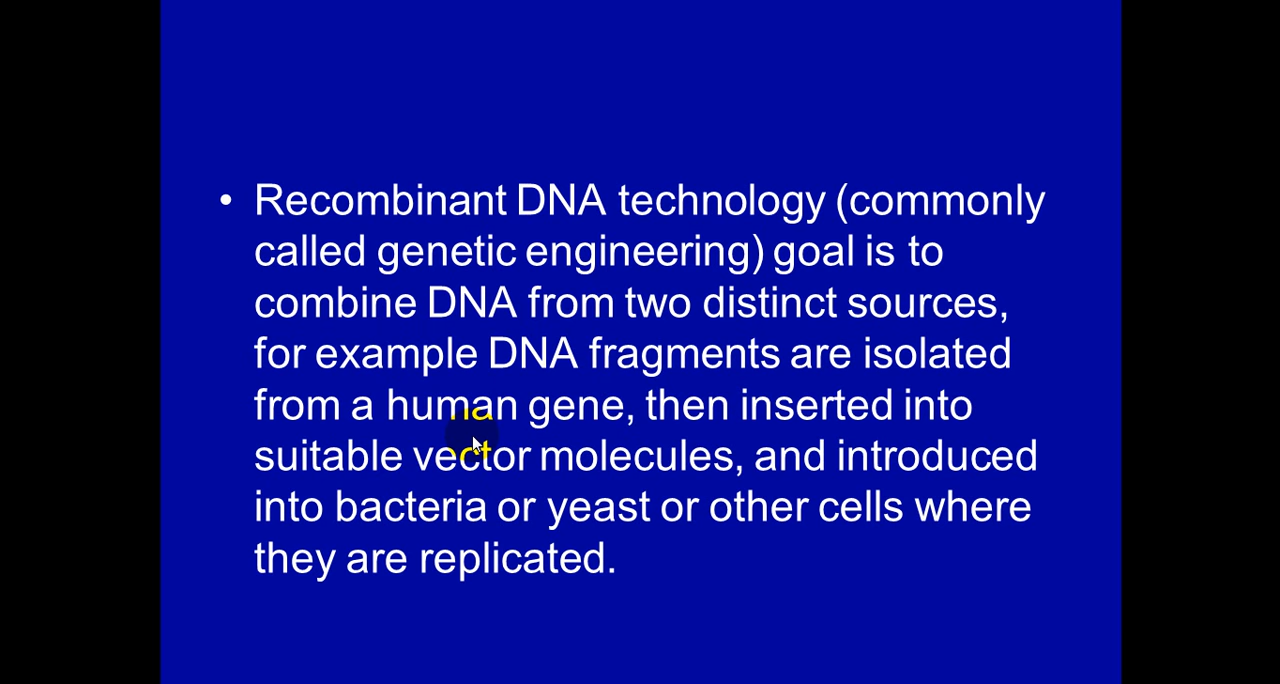 • Recombinant DNA technology (commonly
called genetic engineering) goal is to
combine DNA from two distinct sources,
for example DNA fragments are isolated
from a human gene, then inserted into
suitable vector molecules, and introduced
into bacteria or yeast or other cells where
they are replicated.